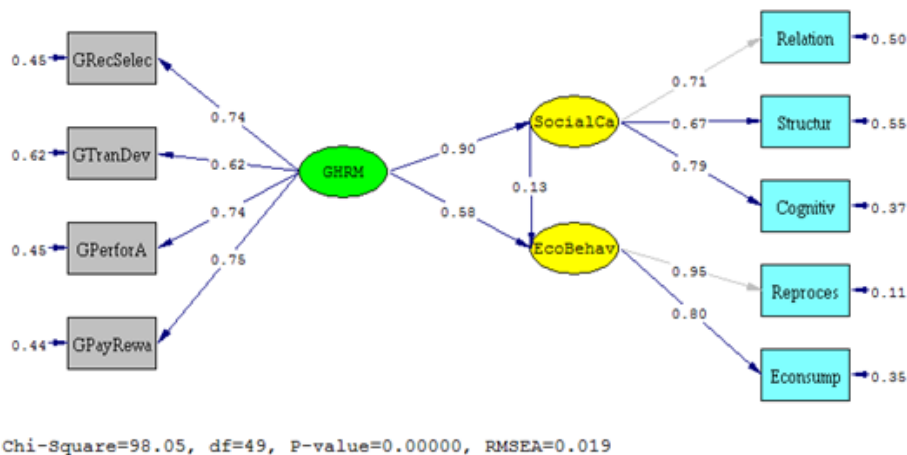 Relation
0.50
0.45
GRecSelec
0.71
0.74
SocialCa
0.67
Structur
0.55
0.62
GTranDev
0.62
GHRM
0.90
0.79
0.13
Cognitiv
0.37
0.74
0.58
0.45
GPerforA
0.75
EcoBehav
0.95
Reproces
0.11
0.80
0.44
GPayRewa
Econsump
0.35
Chi-Square=98.05, df=49, P-value=0.00000, RMSEA=0.019